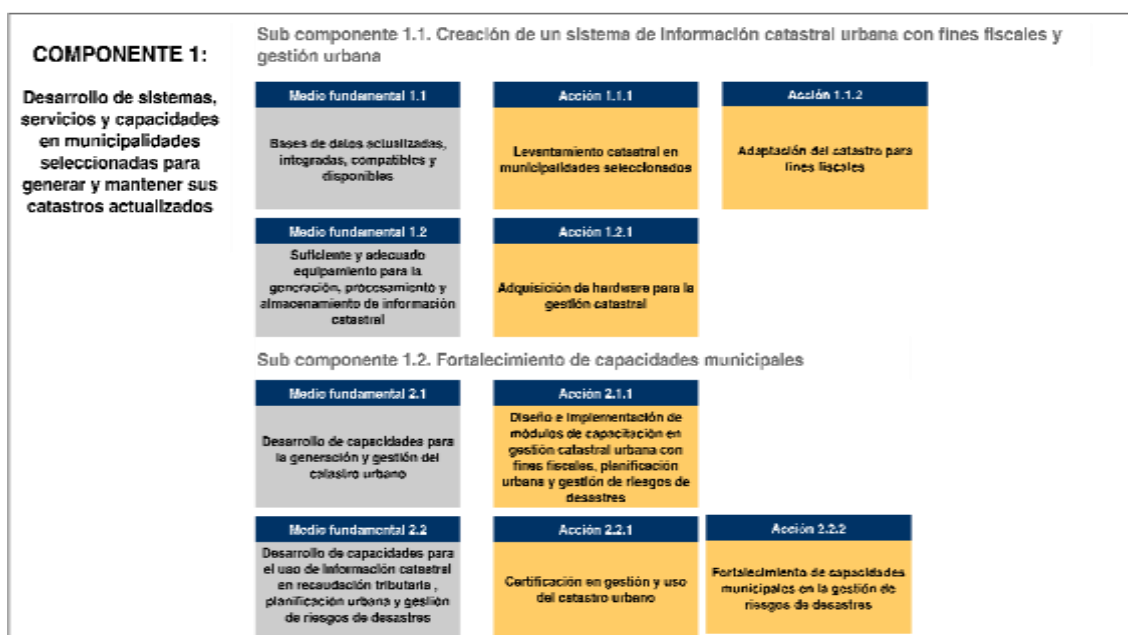 COMPONENTE 1:
Desarrollo de sistemas,
servicios y capacidades
en municipalidades
seleccionadas para
generar y mantener sus
catastros actualizados
Sub componente 1.1. Creación de un sistema de información catastral urbana con fines fiscales y
gestión urbana
Medio fundamental 1.1
Bases de datos actualizadas,
integradas, compatibles y
disponibles
Acción 1.1.1
Levantamiento catastral en
municipalidades seleccionados
Acción 1.1.2
Adaptación del catastro para
fines fiscales
Medio fundamental 1.2
Suficiente y adecuado
equipamiento para la
generación, procesamiento y
almacenamiento de información
catastral
Acción 1.2.1
Adquisición de hardware para la
gestión catastral
Sub componente 1.2. Fortalecimiento de capacidades municipales
Medio fundamental 2.1
Desarrollo de capacidades para
la generación y gestión del
catastro urbano
Acción 2.1.1
Diseño e implementación de
módulos de capacitación en
gestión catastral urbana con
fines fiscales, planificación
urbana y gestión de riesgos de
desastres
Medio fundamental 2.2
Desarrollo de capacidades para
el uso de información catastral
en recaudación tributaria ,
planificación urbana y gestión
de riesgos de desastres
Acción 2.2.1
Certificación en gestión y uso
del catastro urbano
Acción 2.2.2
Fortalecimiento de capacidades
municipales en la gestión de
riesgos de desastres